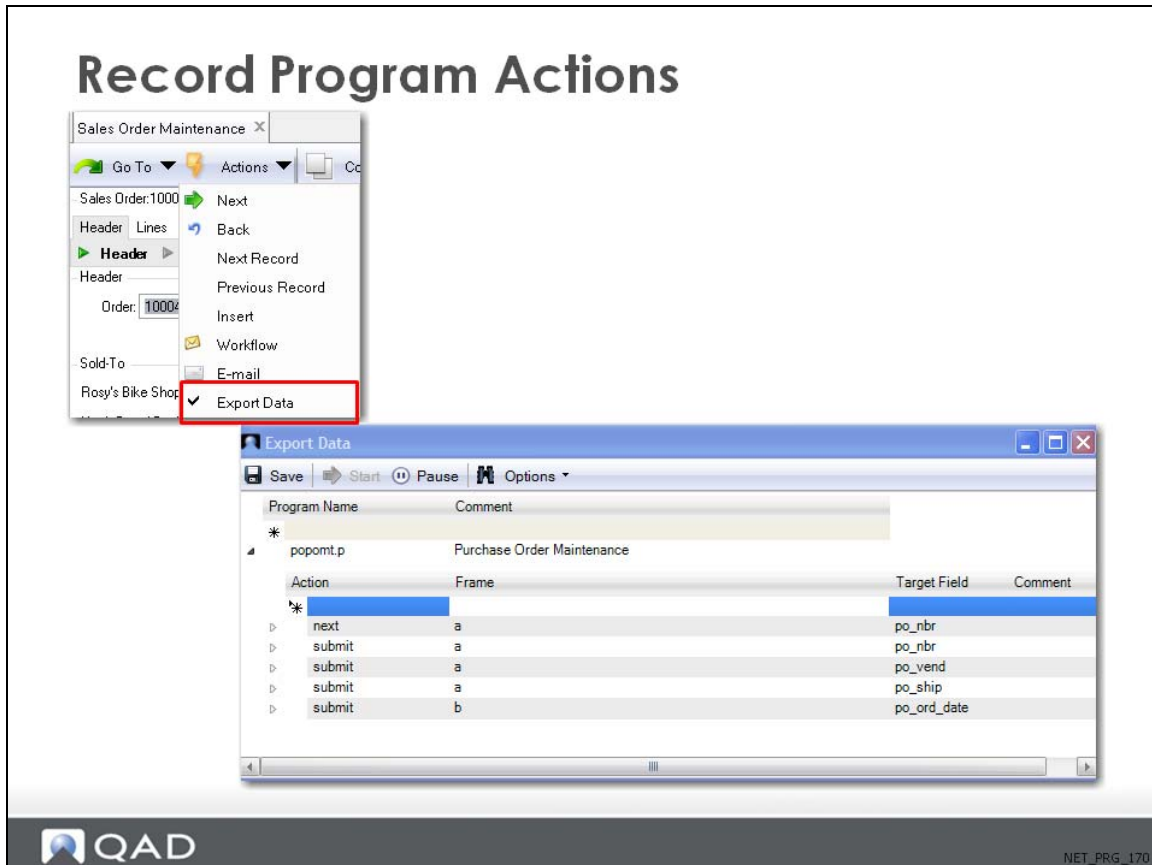 Record Program Actions
Sales Order Maintenance
Go To Actions Co
Sales Order:1000
Next
Header Lines
Back
Header
Next Record
Header
Previous Record
Order: 10004
Insert
Workflow
Sold-To
E-mail
Rosy's Bike Shop
Export Data
Export Data
Save Start Pause Options
Program Name Comment
popomt.p Purchase Order Maintenance
Action Frame Target Field Comment
next a po_nbr
submit a po_nbr
submit a po_vend
submit a po_ship
submit b po_ord_date
QAD
NET_PRG_170